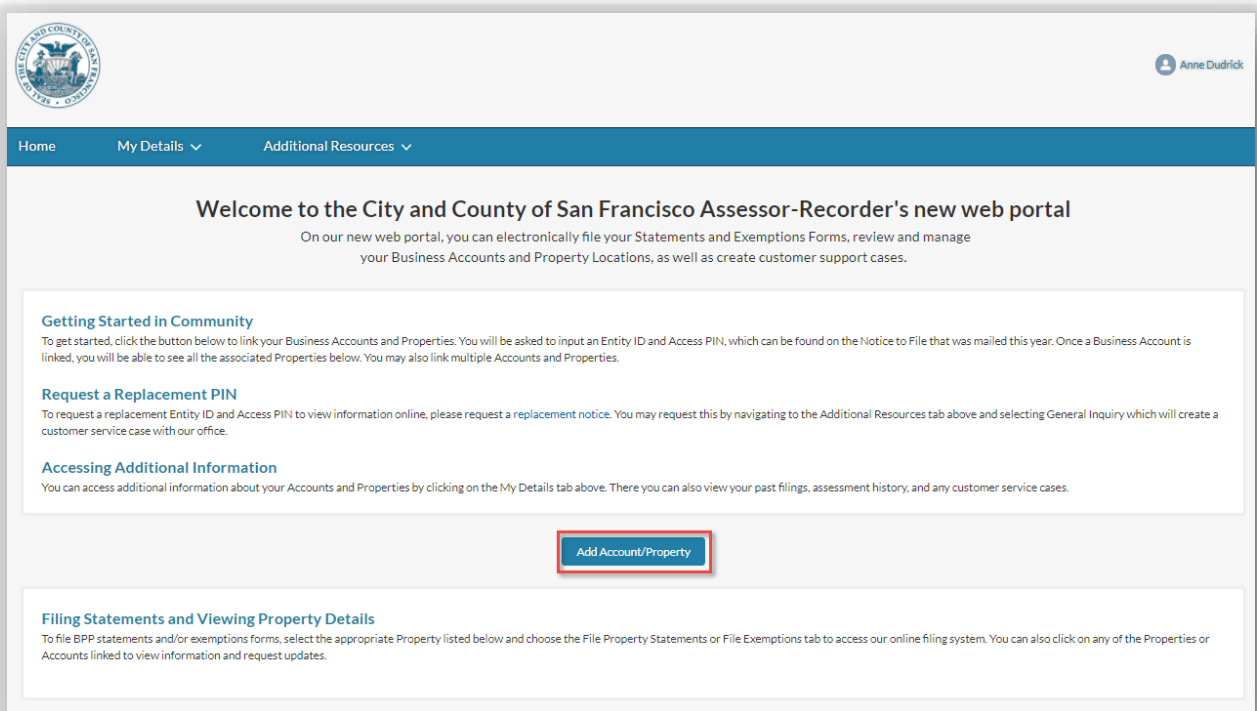 SEAL OF THE CITY AND COUNTY OF SAN FRANCISCO
Anne Dudrick
Home My Details Additional Resources
Welcome to the City and County of San Francisco Assessor-Recorder's new web portal
On our new web portal, you can electronically file your Statements and Exemptions Forms, review and manage
your Business Accounts and Property Locations, as well as create customer support cases.
Getting Started in Community
To get started, click the button below to link your Business Accounts and Properties. You will be asked to input an Entity ID and Access PIN, which can be found on the Notice to File that was mailed this year. Once a Business Account is
linked, you will be able to see all the associated Properties below. You may also link multiple Accounts and Properties.
Request a Replacement PIN
To request a replacement Entity ID and Access PIN to view information online, please request a replacement notice. You may request this by navigating to the Additional Resources tab above and selecting General Inquiry which will create a
customer service case with our office.
Accessing Additional Information
You can access additional information about your Accounts and Properties by clicking on the My Details tab above. There you can also view your past filings, assessment history, and any customer service cases.
Add Account/Property
Filing Statements and Viewing Property Details
To file BPP statements and/or exemptions forms, select the appropriate Property listed below and choose the File Property Statements or File Exemptions tab to access our online filing system. You can also click on any of the Properties or
Accounts linked to view information and request updates.